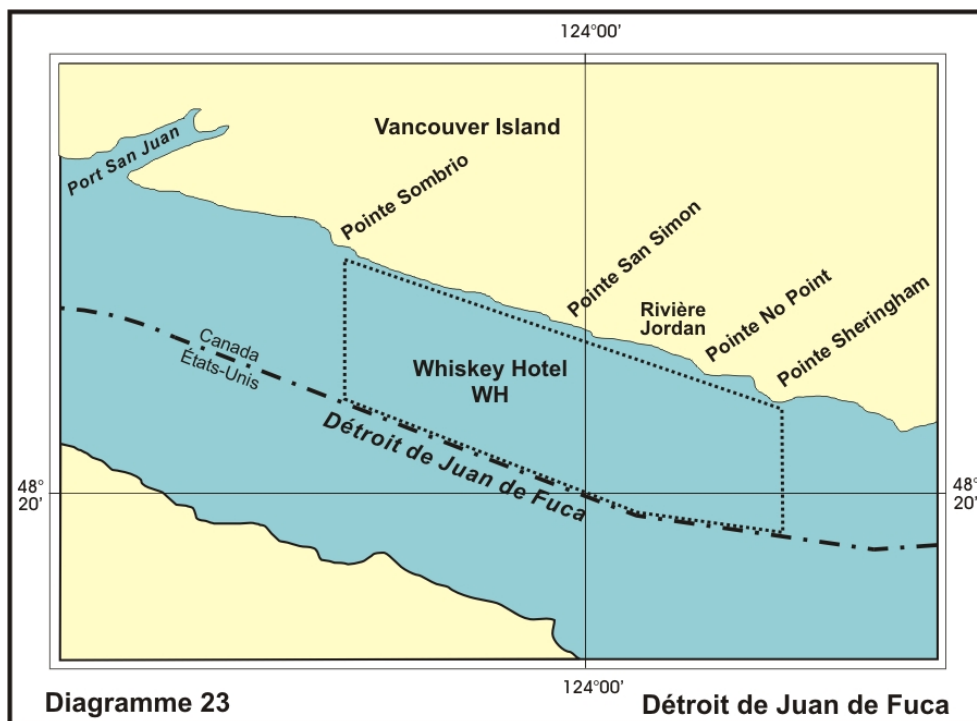 124°00’
Vancouver Island
Port San Juan
Pointe Sombrio
Pointe San Simon
Rivière
Jordan
Pointe No Point
Pointe Sheringham
Canada
États-Unis
Whiskey Hotel
WH
Détroit de Juan de Fuca
48°
20’
48°
20’
124°00’
Diagramme 23
Détroit de Juan de Fuca